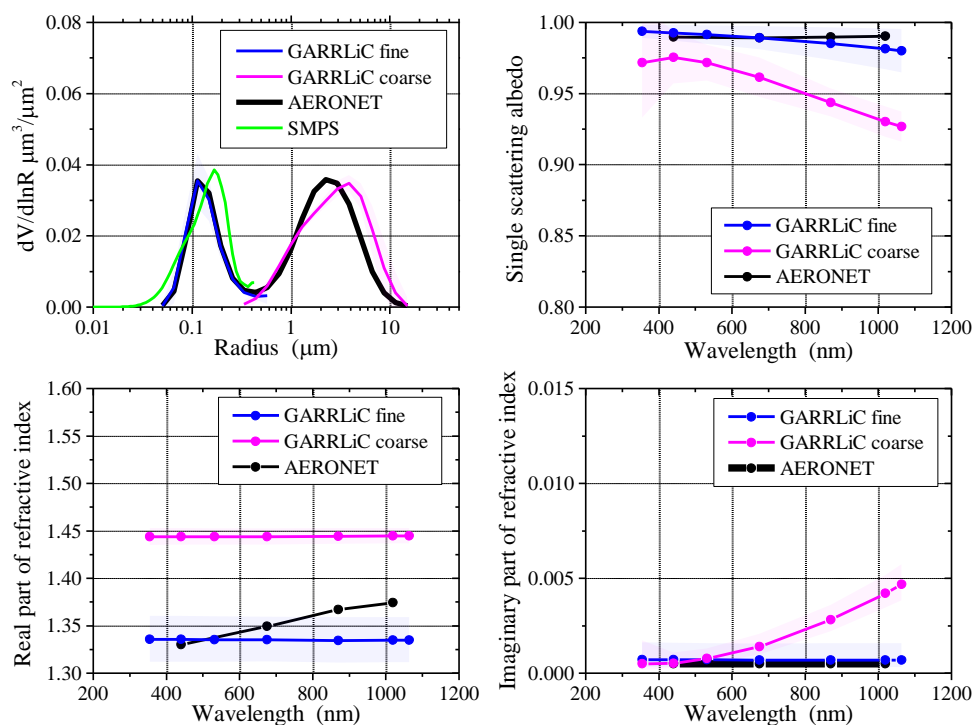 0.08
0.06
0.04
0.02
0.00
dV/dlnR μm³/μm²
GARRLiC fine
GARRLiC coarse
AERONET
SMPS
0.01 0.1 1 10
Radius (μm)
1.00
0.95
0.90
0.85
0.80
Single scattering albedo
GARRLiC fine
GARRLiC coarse
AERONET
200 400 600 800 1000 1200
Wavelength (nm)
1.60
1.55
1.50
1.45
1.40
1.35
1.30
Real part of refractive index
GARRLiC fine
GARRLiC coarse
AERONET
200 400 600 800 1000 1200
Wavelength (nm)
0.015
0.010
0.005
0.000
Imaginary part of refractive index
GARRLiC fine
GARRLiC coarse
AERONET
200 400 600 800 1000 1200
Wavelength (nm)